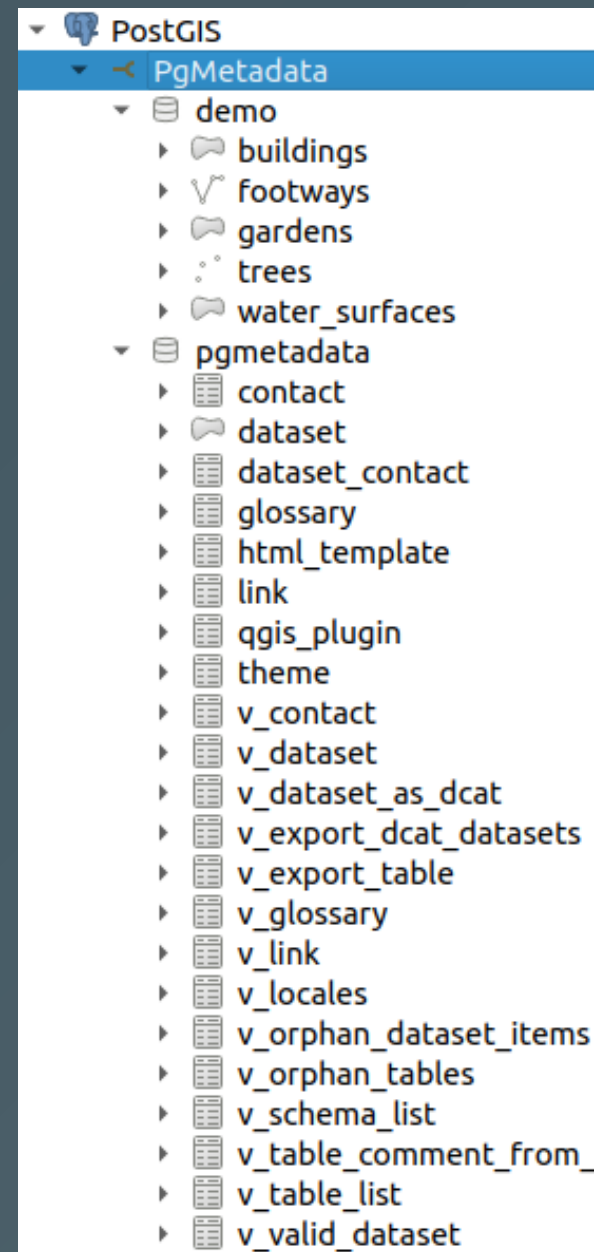 PostGIS
PgMetadata
demo
buildings
footways
gardens
trees
water_surfaces
pgmetadata
contact
dataset
dataset_contact
glossary
html_template
link
qgis_plugin
theme
v_contact
v_dataset
v_dataset_as_dcat
v_export_dcat_datasets
v_export_table
v_glossary
v_link
v_locales
v_orphan_dataset_items
v_orphan_tables
v_schema_list
v_table_comment_from_
v_table_list
v_valid_dataset